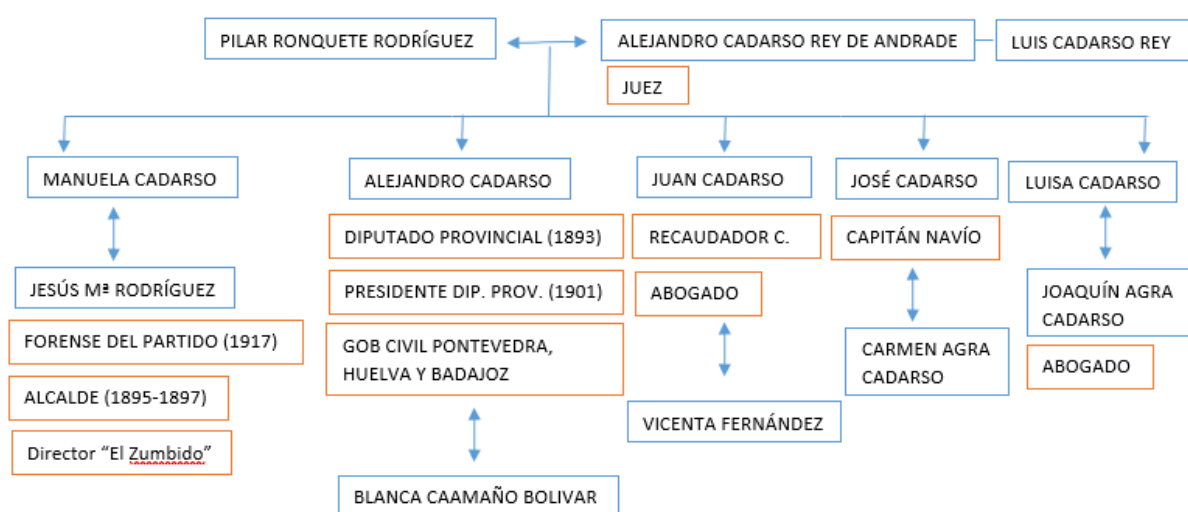 PILAR RONQUETE RODRÍGUEZ
ALEJANDRO CADARSO REY DE ANDRADE
LUIS CADARSO REY
JUEZ
MANUELA CADARSO
ALEJANDRO CADARSO
JUAN CADARSO
JOSÉ CADARSO
LUISA CADARSO
DIPUTADO PROVINCIAL (1893)
RECAUDADOR C.
CAPITÁN NAVÍO
JESÚS Mª RODRÍGUEZ
PRESIDENTE DIP. PROV. (1901)
ABOGADO
JOAQUÍN AGRA
CADARSO
FORENSE DEL PARTIDO (1917)
GOB CIVIL PONTEVEDRA,
HUELVA Y BADAJOZ
CARMEN AGRA
CADARSO
ABOGADO
ALCALDE (1895-1897)
VICENTA FERNÁNDEZ
Director “El Zumbido”
BLANCA CAAMAÑO BOLIVAR